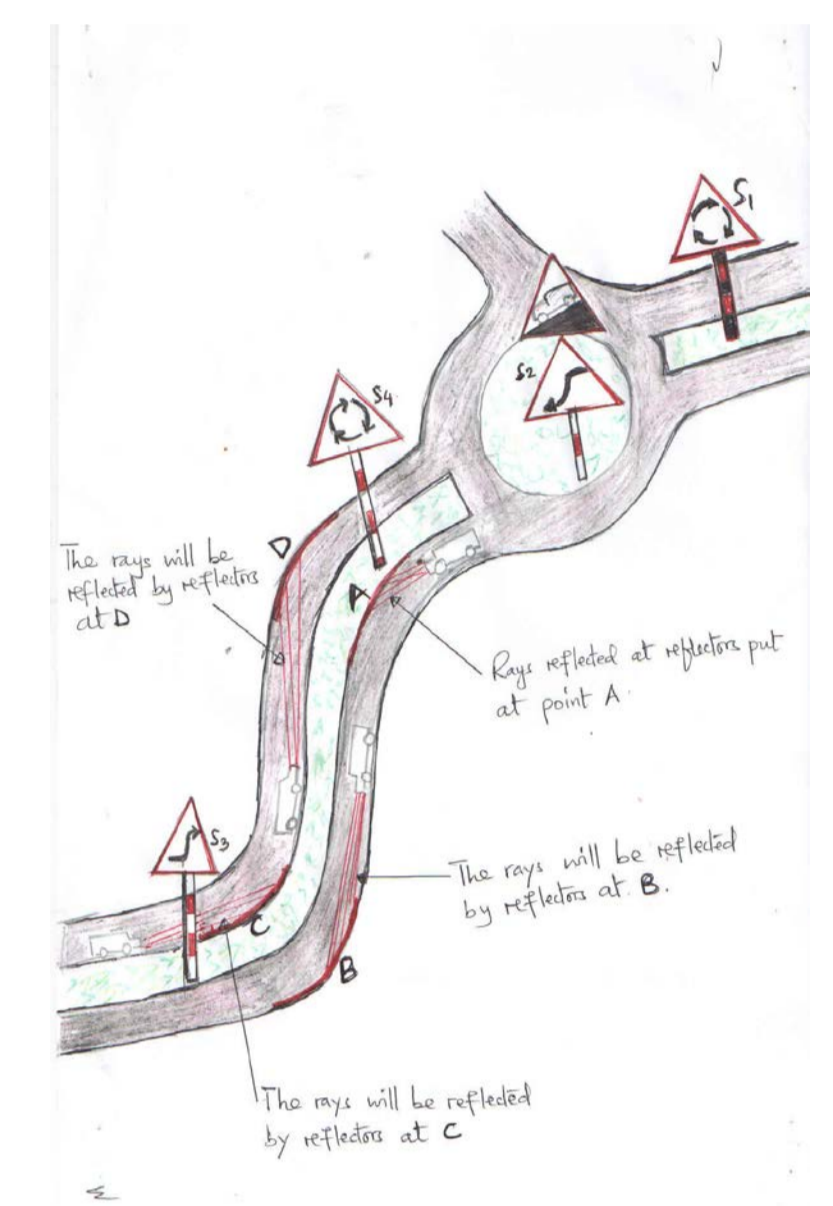 S1
S2
S4
D
The rays will be
reflected by reflectors
at D
A
Rays reflected at reflectors put
at point A.
S3
The rays will be reflected
by reflectors at B.
C
B
The rays will be reflected
by reflectors at C